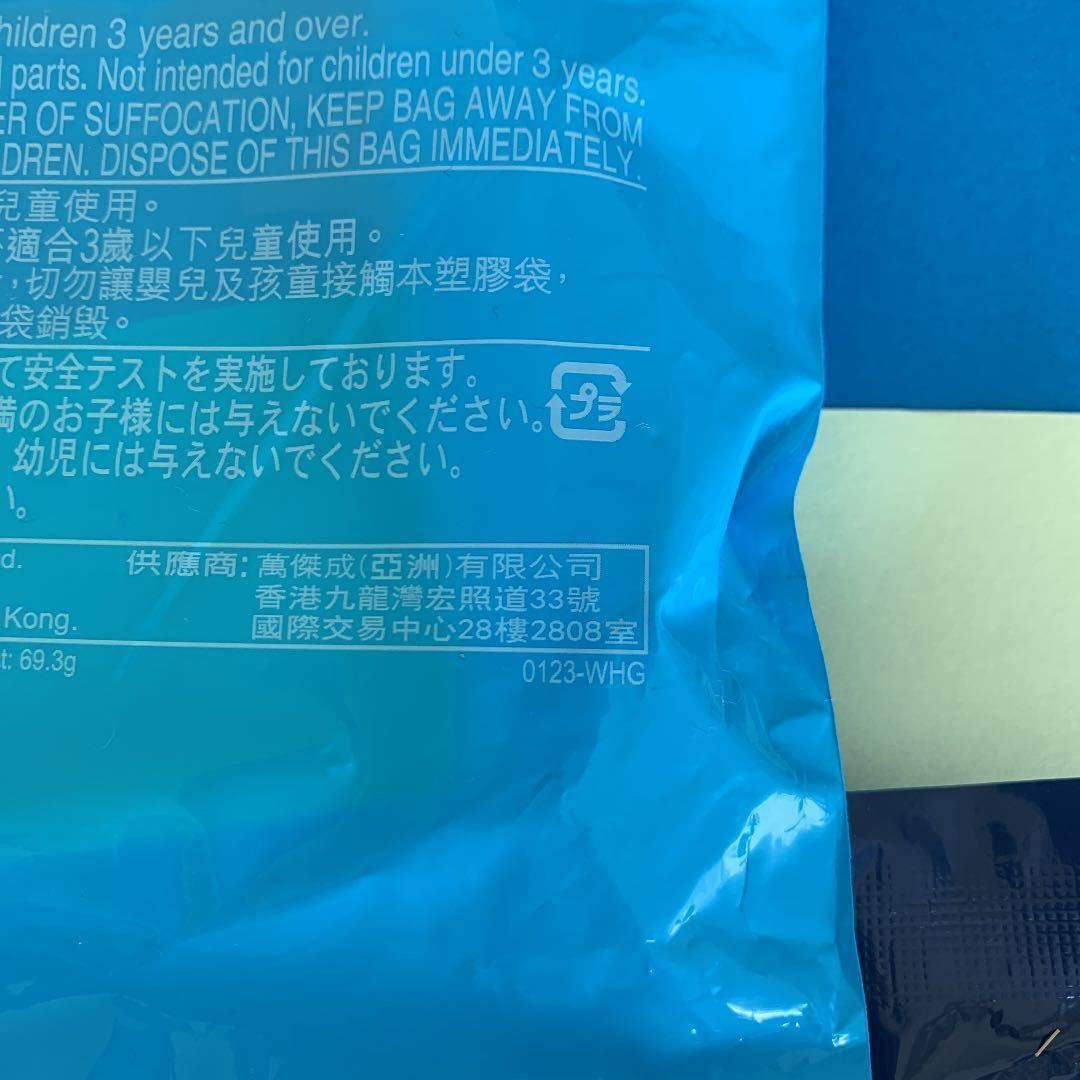 hildren 3 years and over.
parts. Not intended for children under 3 years.
ER OF SUFFOCATION, KEEP BAG AWAY FROM
DREN. DISPOSE OF THIS BAG IMMEDIATELY.
兒童使用。
適合3歲以下兒童使用。
,切勿讓嬰兒及孩童接觸本塑膠袋,
袋銷毀。
て安全テストを実施しております。
満のお子様には与えないでください。
プラ
幼児には与えないでください。
い。
d.
Kong.
供應商: 萬傑成(亞洲)有限公司
香港九龍灣宏照道33號
國際交易中心28樓2808室
t: 69.3g
0123-WHG